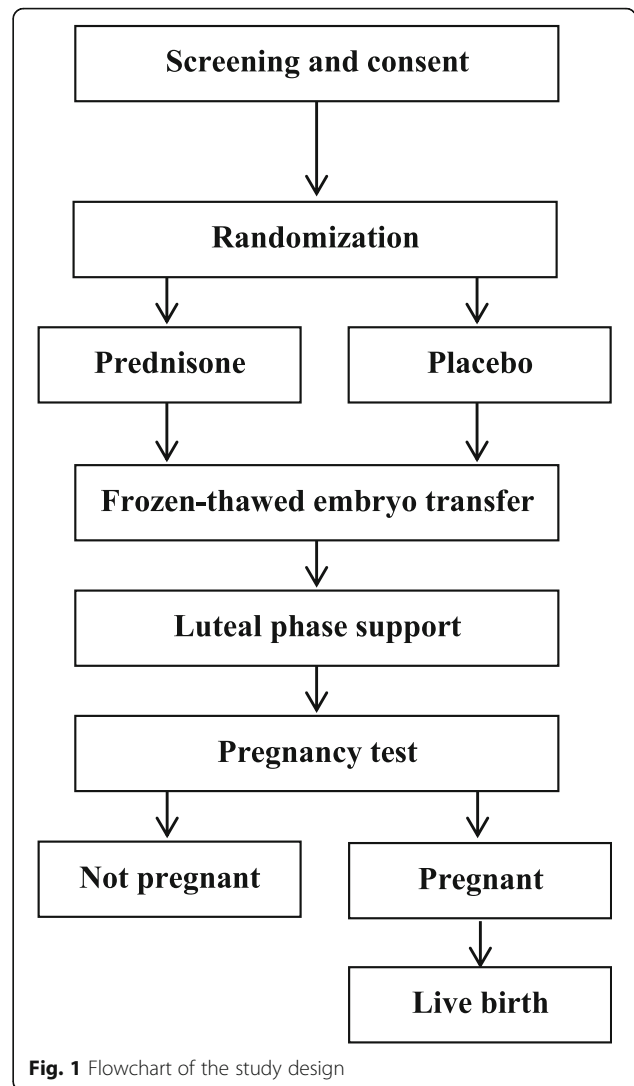 Screening and consent
Randomization
Prednisone
Placebo
Frozen-thawed embryo transfer
Luteal phase support
Pregnancy test
Not pregnant
Pregnant
Live birth
Fig. 1 Flowchart of the study design